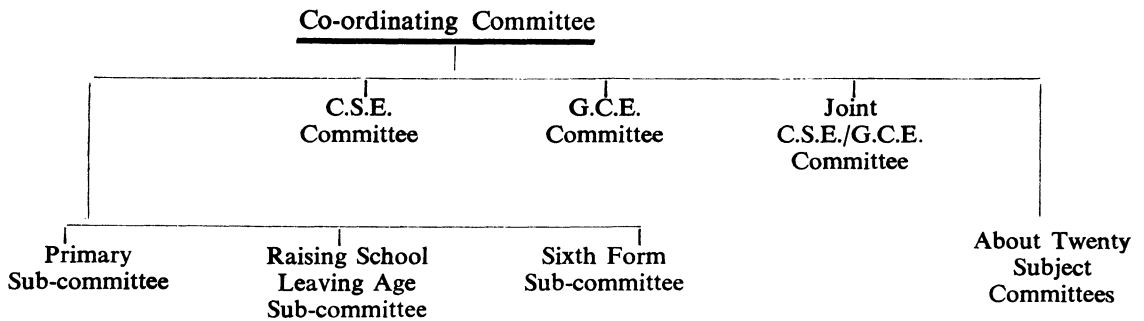 Co-ordinating Committee
C.S.E.
Committee
G.C.E.
Committee
Joint
C.S.E./G.C.E.
Committee
Primary
Sub-committee
Raising School
Leaving Age
Sub-committee
Sixth Form
Sub-committee
About Twenty
Subject
Committees